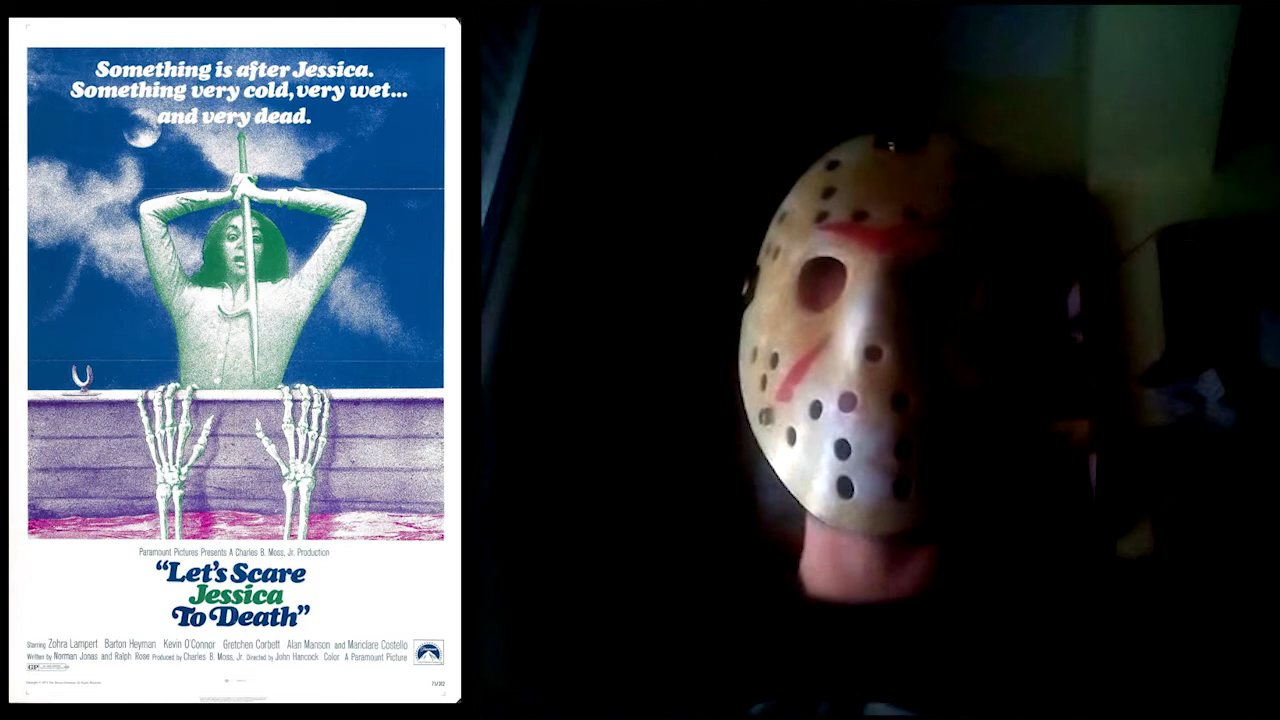 Something is after Jessica.
Something very cold, very wet...
and very dead.
Paramount Pictures Presents A Charles B. Moss, Jr. Production
"Let's Scare
Jessica
To Death"
Starring Zohra Lampert Barton Heyman Kevin O'Connor Gretchen Corbett Alan Manson and Mariclare Costello
Written by Norman Jonas and Ralph Rose Produced by Charles B. Moss, Jr. Directed by John Hancock Color A Paramount Picture
GP
71/302